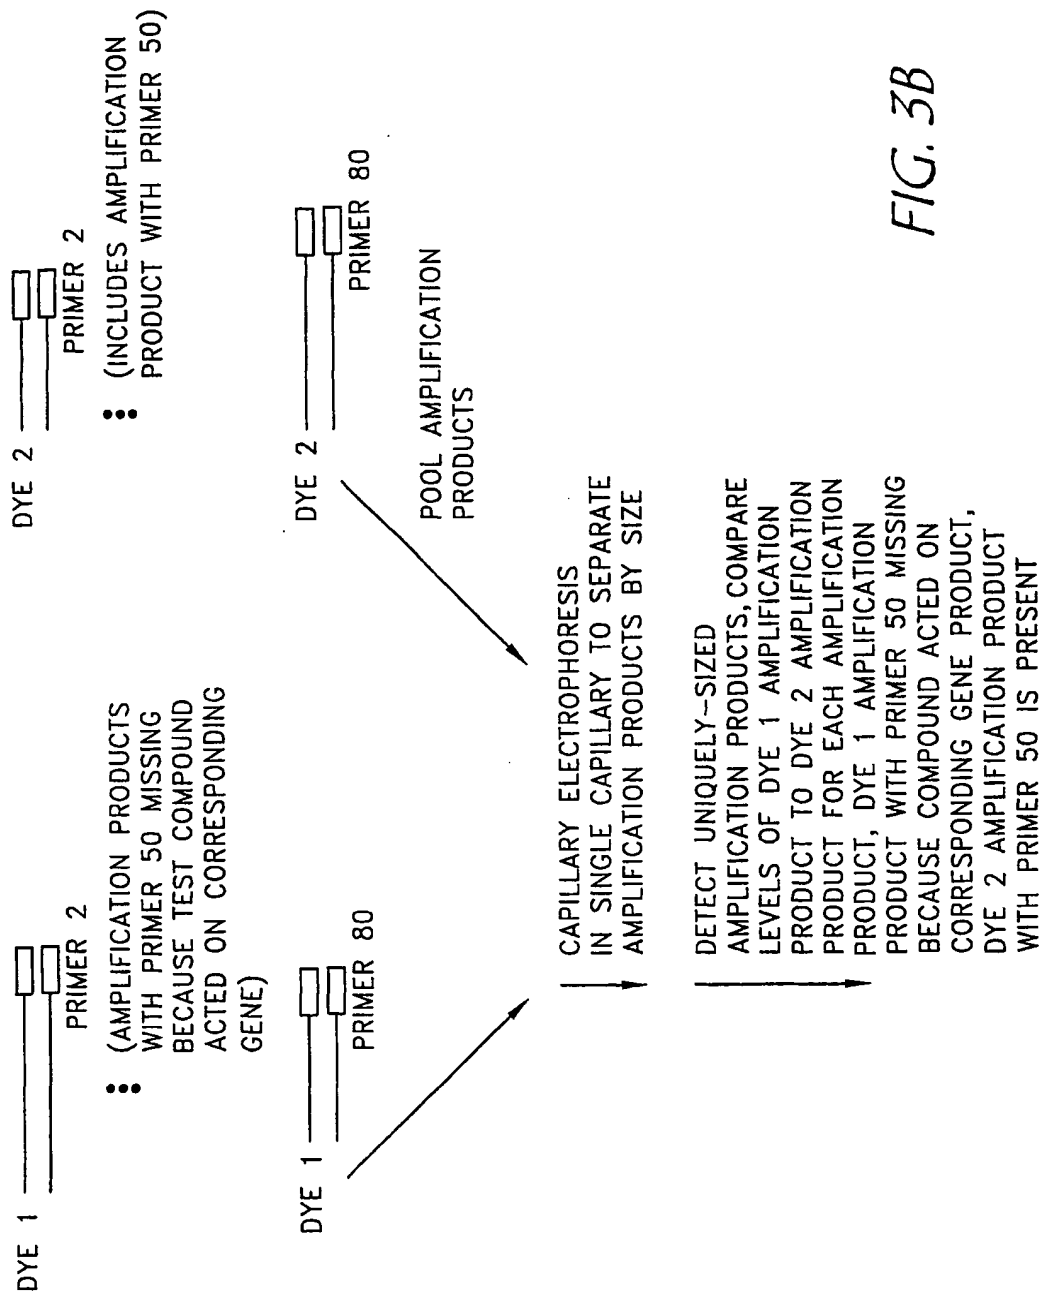 DYE 1
PRIMER 2
(AMPLIFICATION PRODUCTS
WITH PRIMER 50 MISSING
BECAUSE TEST COMPOUND
ACTED ON CORRESPONDING
GENE)
DYE 1
PRIMER 80
DYE 2
PRIMER 2
(INCLUDES AMPLIFICATION
PRODUCT WITH PRIMER 50)
DYE 2
PRIMER 80
POOL AMPLIFICATION
PRODUCTS
CAPILLARY ELECTROPHORESIS
IN SINGLE CAPILLARY TO SEPARATE
AMPLIFICATION PRODUCTS BY SIZE
DETECT UNIQUELY-SIZED
AMPLIFICATION PRODUCTS, COMPARE
LEVELS OF DYE 1 AMPLIFICATION
PRODUCT TO DYE 2 AMPLIFICATION
PRODUCT FOR EACH AMPLIFICATION
PRODUCT, DYE 1 AMPLIFICATION
PRODUCT WITH PRIMER 50 MISSING
BECAUSE COMPOUND ACTED ON
CORRESPONDING GENE PRODUCT,
DYE 2 AMPLIFICATION PRODUCT
WITH PRIMER 50 IS PRESENT
FIG. 3B